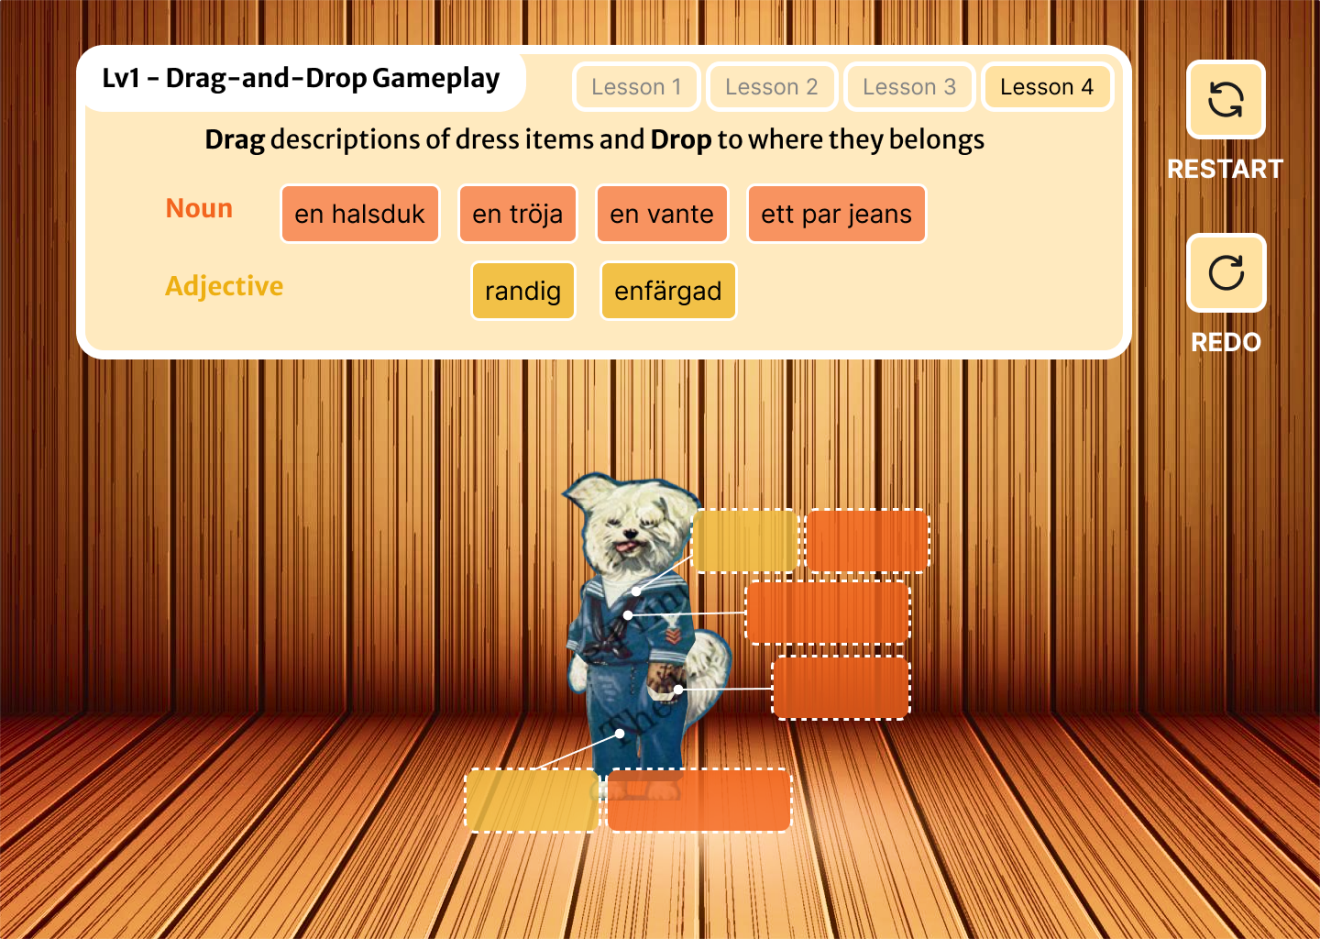 Lv1 - Drag-and-Drop Gameplay
Lesson 1
Lesson 2
Lesson 3
Lesson 4
Drag descriptions of dress items and Drop to where they belongs
Noun
en halsduk
en tröja
en vante
ett par jeans
Adjective
randig
enfärgad
RESTART
REDO